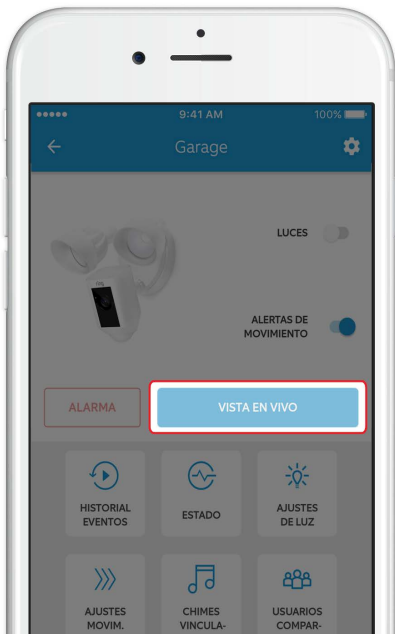 9:41 AM
100%
Garage
LUCES
ring
ALERTAS DE
MOVIMIENTO
ALARMA
VISTA EN VIVO
HISTORIAL
EVENTOS
ESTADO
AJUSTES
DE LUZ
AJUSTES
MOVIM.
CHIMES
VINCULA-
USUARIOS
COMPAR-